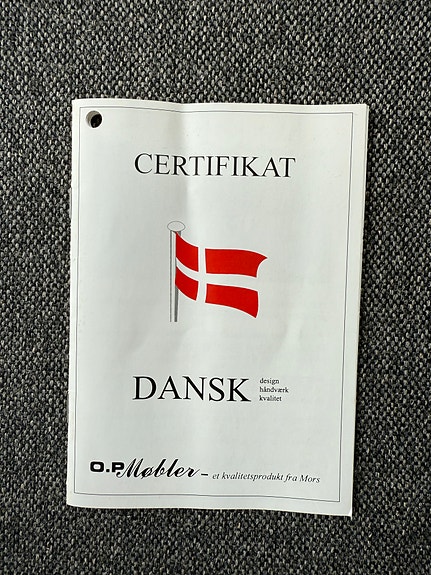 CERTIFIKAT
DANSK
design
håndværk
kvalitet
O.P. Møbler – et kvalitetsprodukt fra Mors